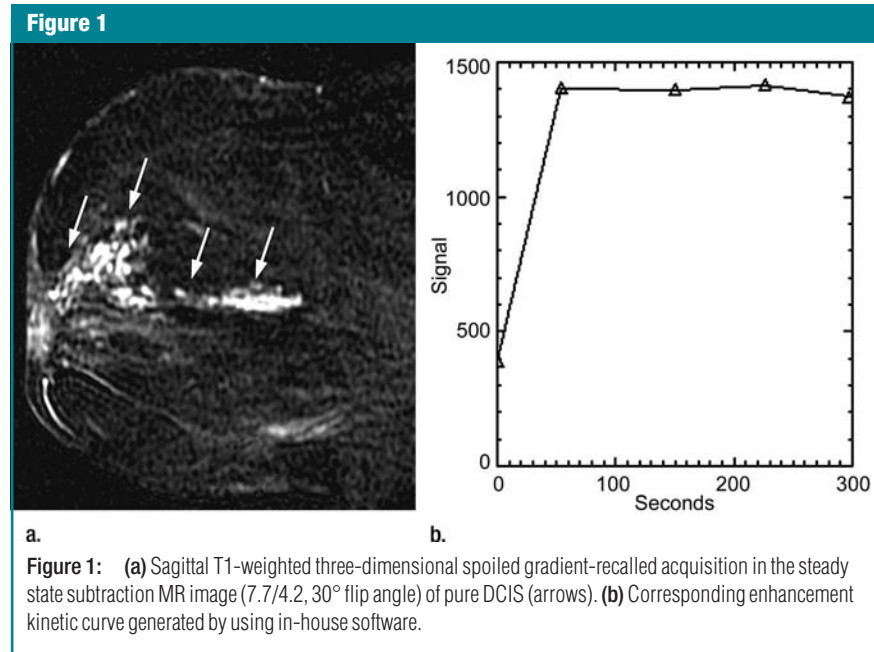 Figure 1
1500
1000
500
0
Signal
0 100 200 300
Seconds
a. b.
Figure 1: (a) Sagittal T1-weighted three-dimensional spoiled gradient-recalled acquisition in the steady
state subtraction MR image (7.7/4.2, 30° flip angle) of pure DCIS (arrows). (b) Corresponding enhancement
kinetic curve generated by using in-house software.